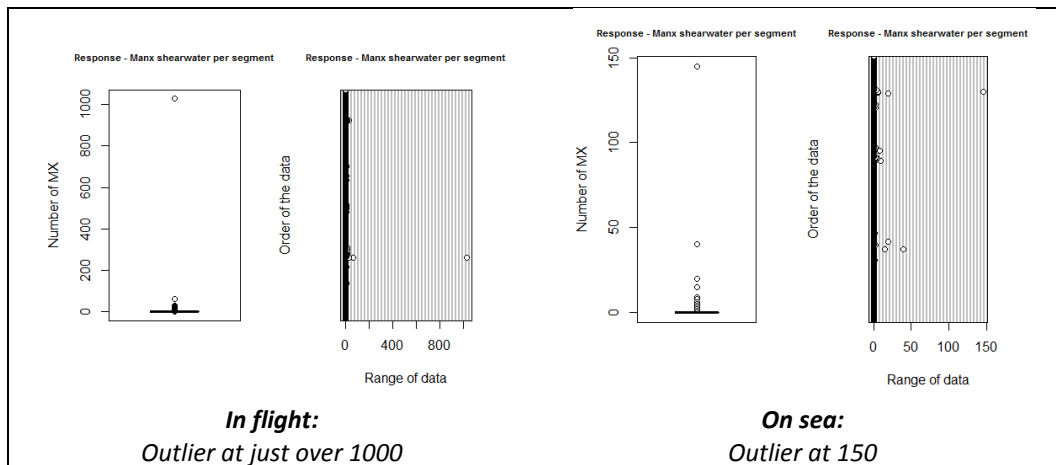 Response - Manx shearwater per segment
Number of MX
1000
800
600
400
200
0
Response - Manx shearwater per segment
Order of the data
0 400 800
Range of data
In flight:
Outlier at just over 1000
Response - Manx shearwater per segment
Number of MX
150
100
50
0
Response - Manx shearwater per segment
Order of the data
0 50 100 150
Range of data
On sea:
Outlier at 150